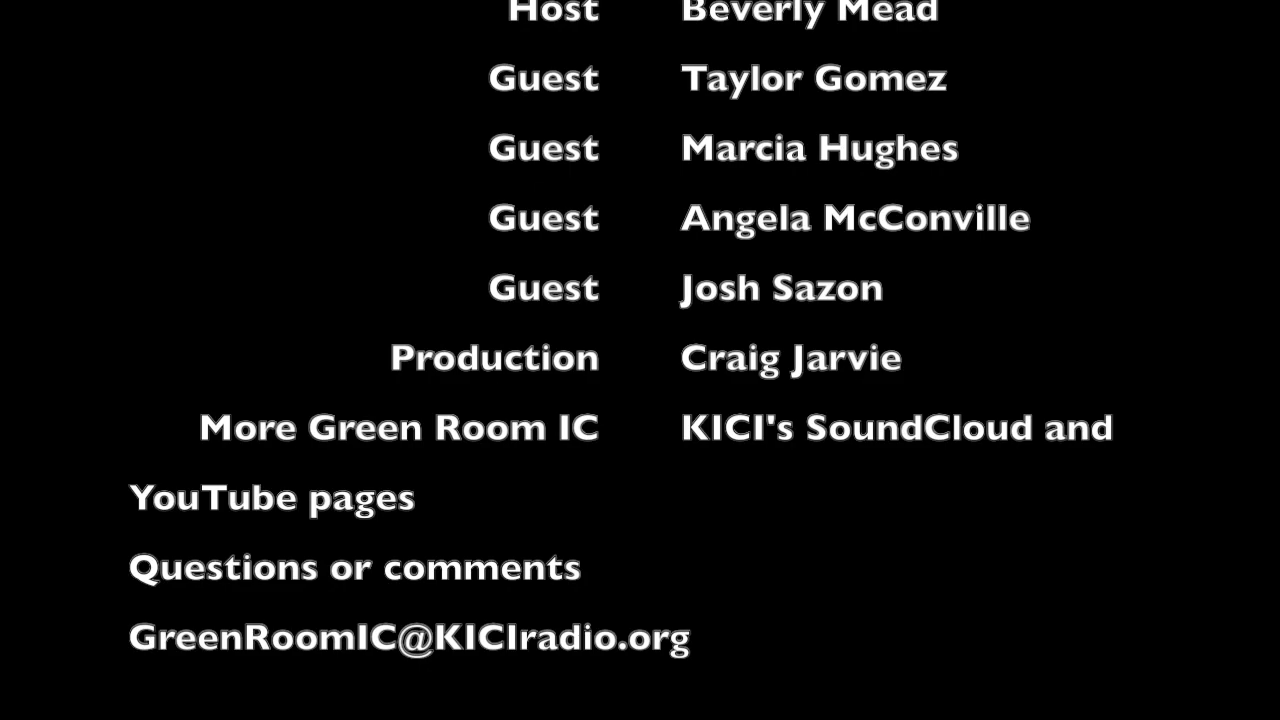 Host Beverly Mead
Guest Taylor Gomez
Guest Marcia Hughes
Guest Angela McConville
Guest Josh Sazon
Production Craig Jarvie
More Green Room IC KICI's SoundCloud and
YouTube pages
Questions or comments
GreenRoomIC@KICIradio.org